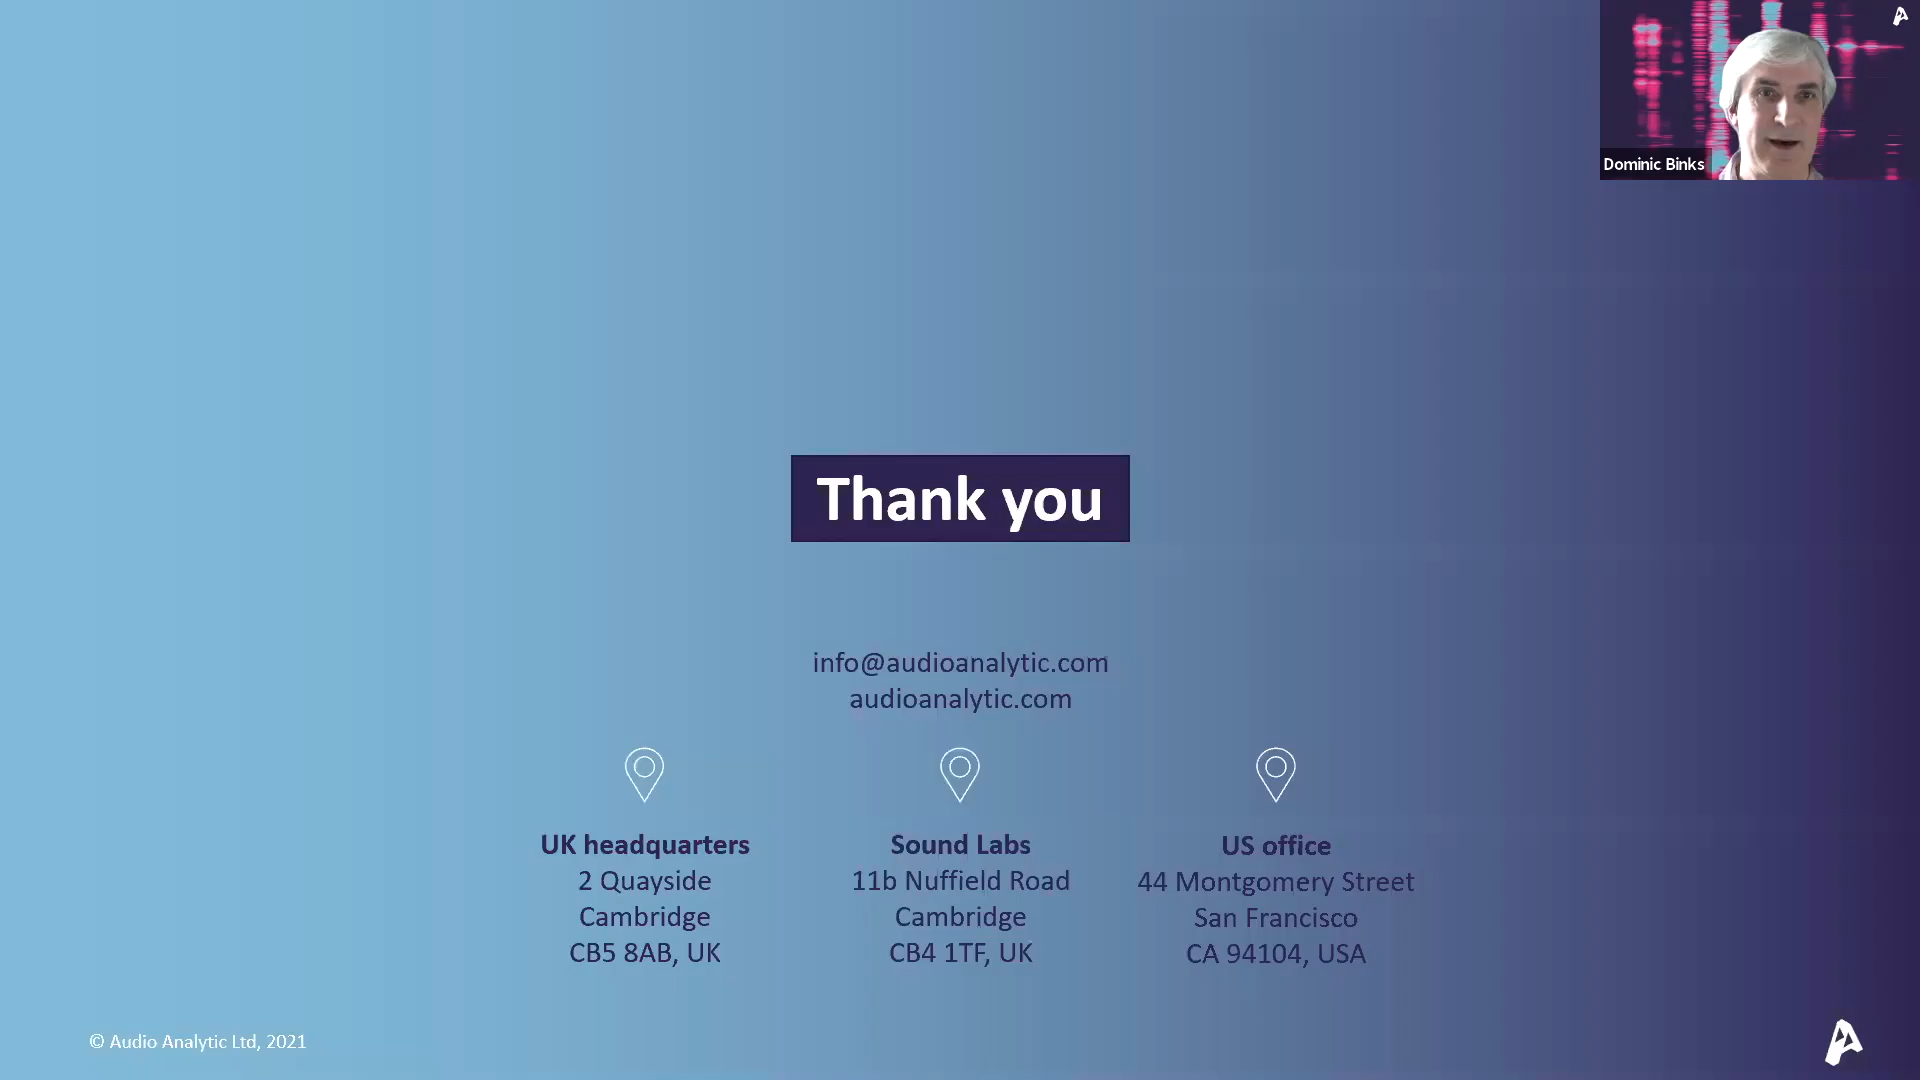 Dominic Binks
Thank you
info@audioanalytic.com
audioanalytic.com
UK headquarters
2 Quayside
Cambridge
CB5 8AB, UK
Sound Labs
11b Nuffield Road
Cambridge
CB4 1TF, UK
US office
44 Montgomery Street
San Francisco
CA 94104, USA
© Audio Analytic Ltd, 2021